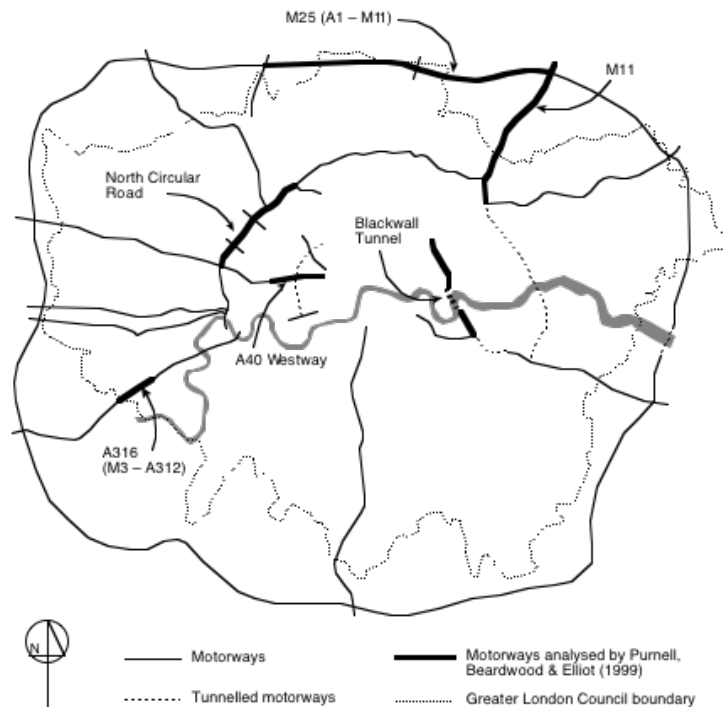 M25 (A1 – M11)
M11
North Circular
Road
Blackwall
Tunnel
A40 Westway
A316
(M3 – A312)
N
Motorways
Motorways analysed by Purnell,
Beardwood & Elliot (1999)
Tunnelled motorways
Greater London Council boundary